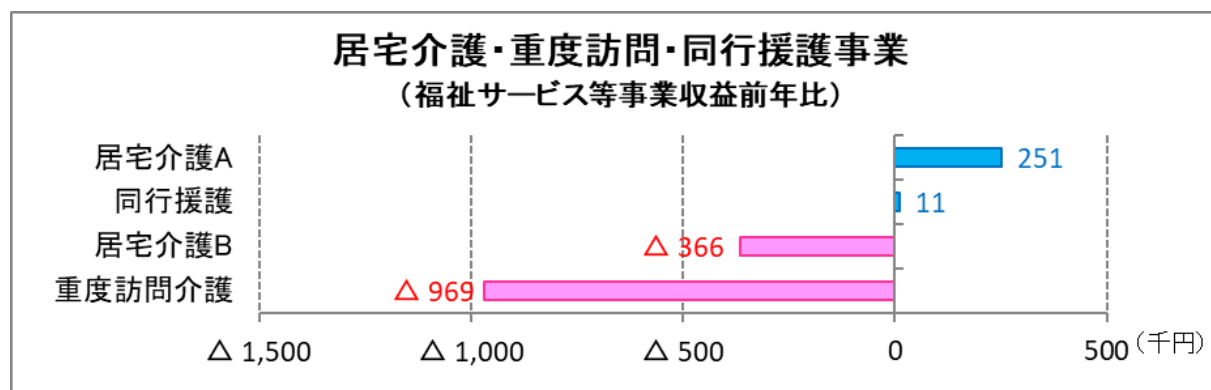 居宅介護・重度訪問・同行援護事業
（福祉サービス等事業収益前年比）
居宅介護A 251
同行援護 11
居宅介護B △ 366
重度訪問介護 △ 969
△ 1,500 △ 1,000 △ 500 0 500 (千円)